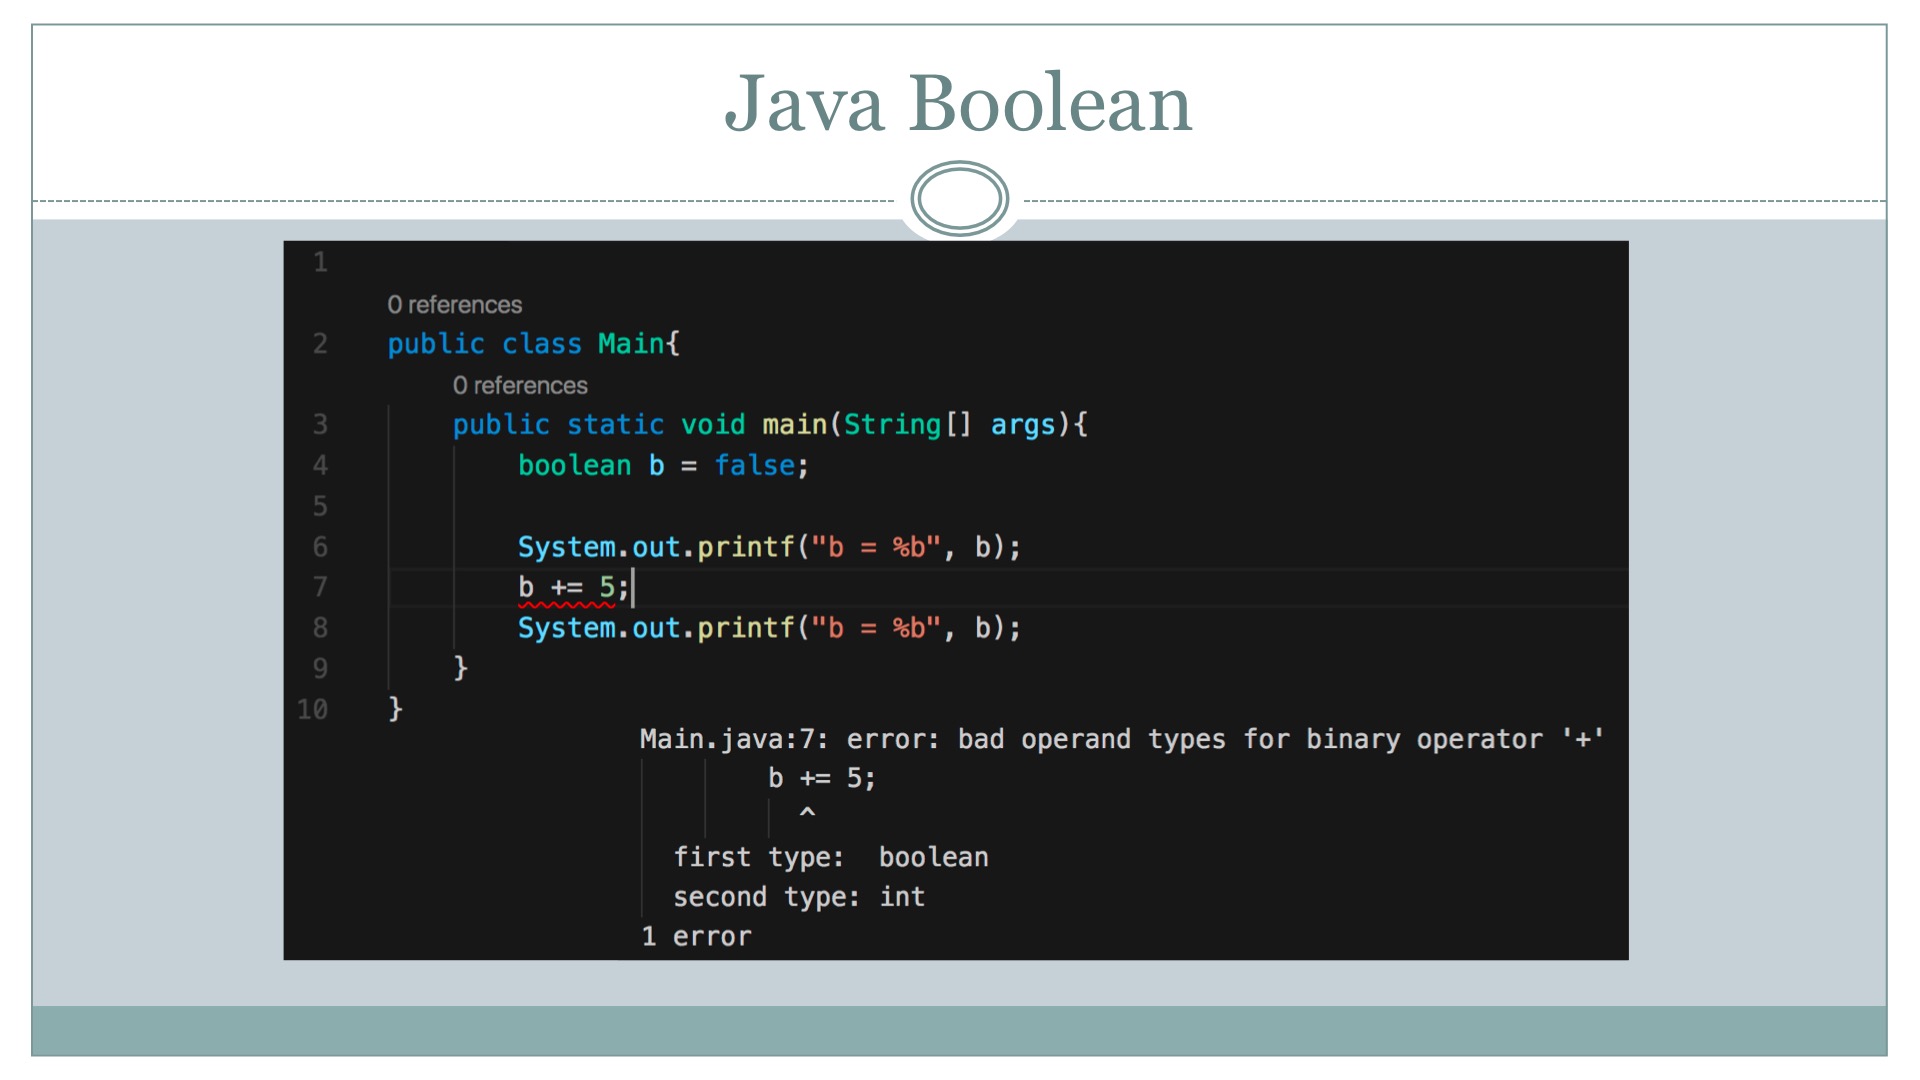 Java Boolean
1
0 references
2 public class Main{
0 references
3 public static void main(String[] args){
4 boolean b = false;
5
6 System.out.printf("b = %b", b);
7 b += 5;
8 System.out.printf("b = %b", b);
9 }
10 }
Main.java:7: error: bad operand types for binary operator '+'
b += 5;
^
first type:  boolean
second type: int
1 error